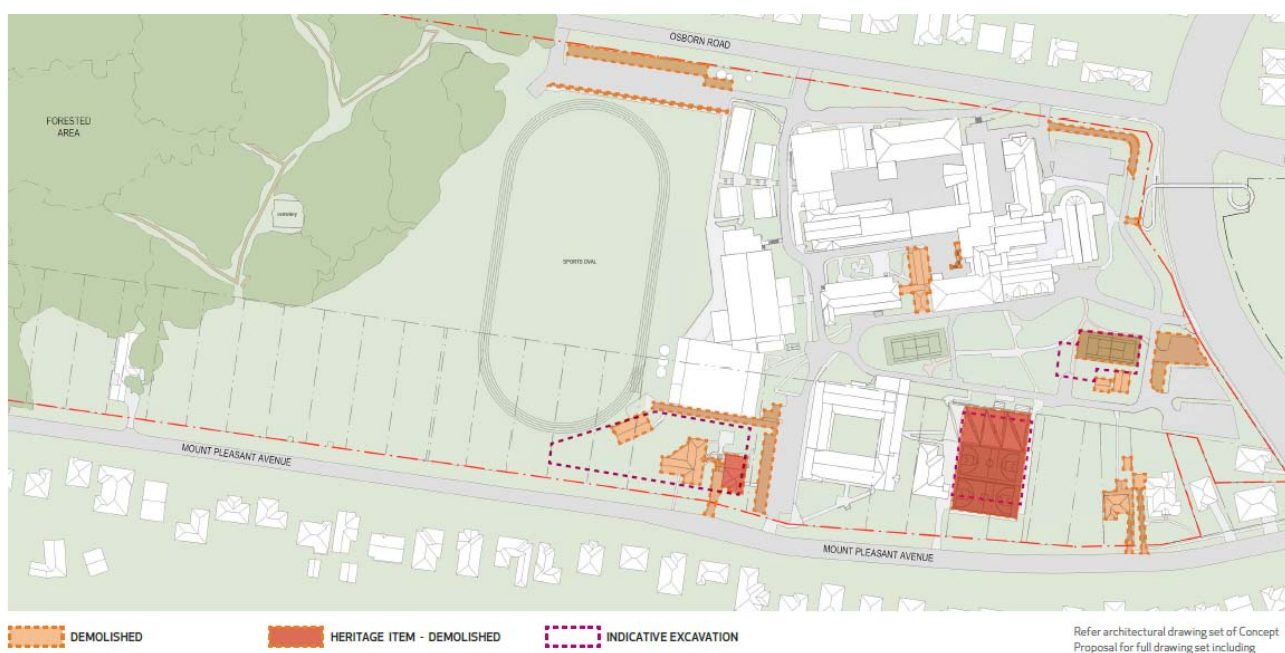 OSBORN ROAD
FORESTED
AREA
cemetery
SPORTS OVAL
MOUNT PLEASANT AVENUE
MOUNT PLEASANT AVENUE
DEMOLISHED
HERITAGE ITEM - DEMOLISHED
INDICATIVE EXCAVATION
Refer architectural drawing set of Concept
Proposal for full drawing set including